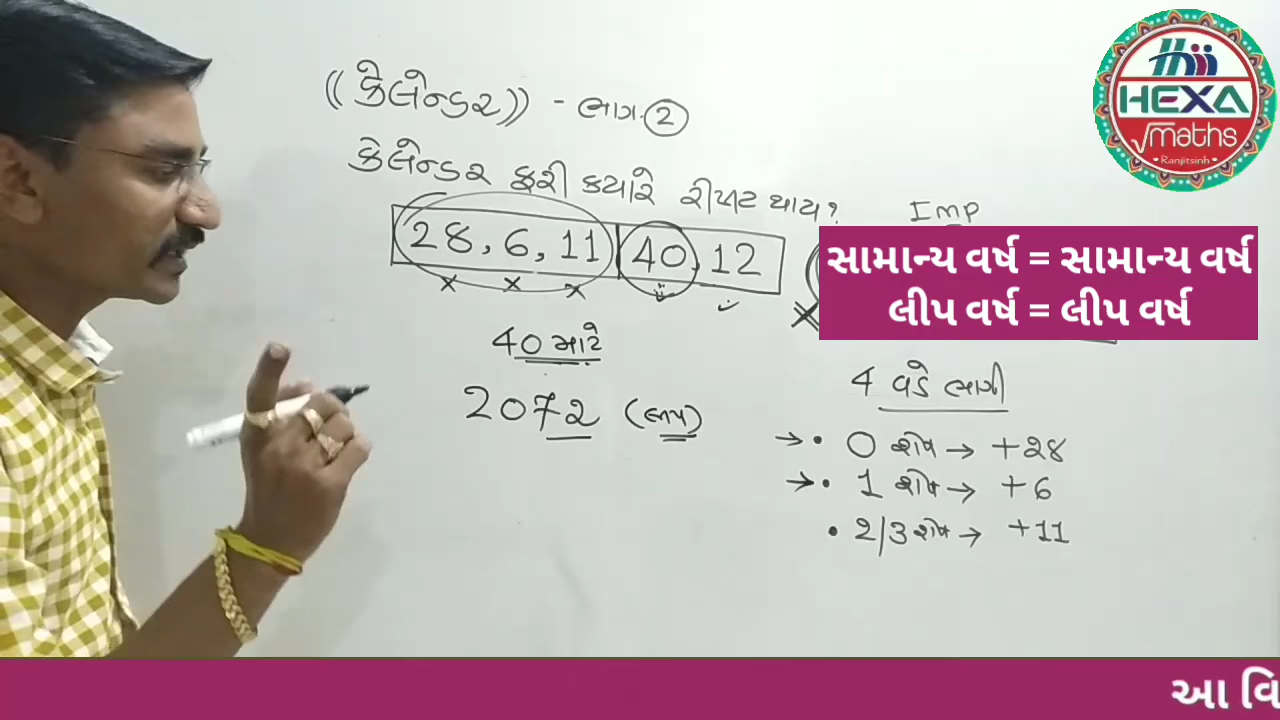 ((કેલેન્ડર)) - ભાગ-2
કેલેન્ડર ફરી ક્યારે રીપીટ થાય?
IMP
28, 6, 11 40, 12
સામાન્ય વર્ષ = સામાન્ય વર્ષ
લીપ વર્ષ = લીપ વર્ષ
40 માટે
2072 (લીપ)
4 વડે ભાગી
→ • 0 શેષ → +28
→ • 1 શેષ → +6
• 2/3 શેષ → +11
HEXA
maths
Ranjitsinh
આ વિ